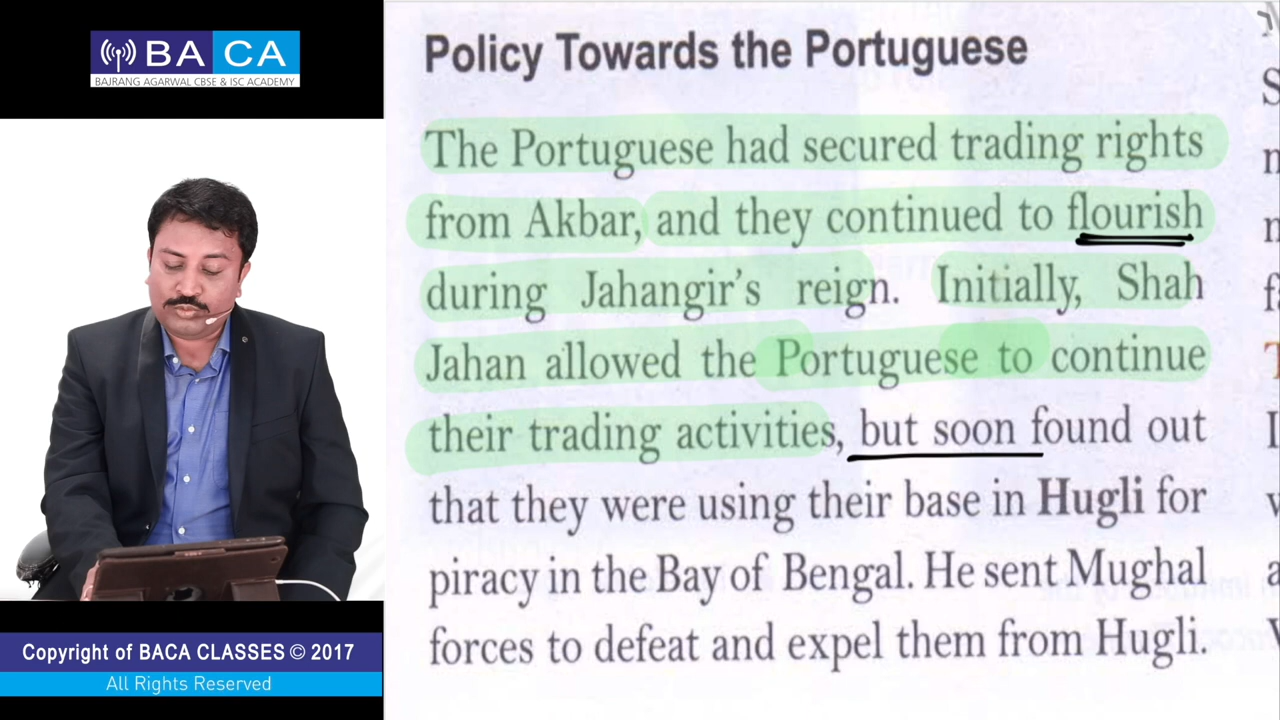 BACA
BAJRANG AGARWAL CBSE & ISC ACADEMY
Policy Towards the Portuguese
The Portuguese had secured trading rights
from Akbar, and they continued to flourish
during Jahangir's reign. Initially, Shah
Jahan allowed the Portuguese to continue
their trading activities, but soon found out
that they were using their base in Hugli for
piracy in the Bay of Bengal. He sent Mughal
forces to defeat and expel them from Hugli.
Copyright of BACA CLASSES © 2017
All Rights Reserved